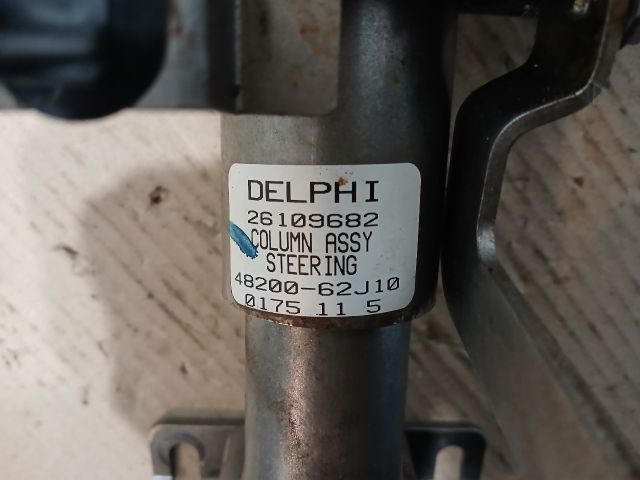 DELPHI
26109682
COLUMN ASSY
STEERING
48200-62J10
0175 11 5